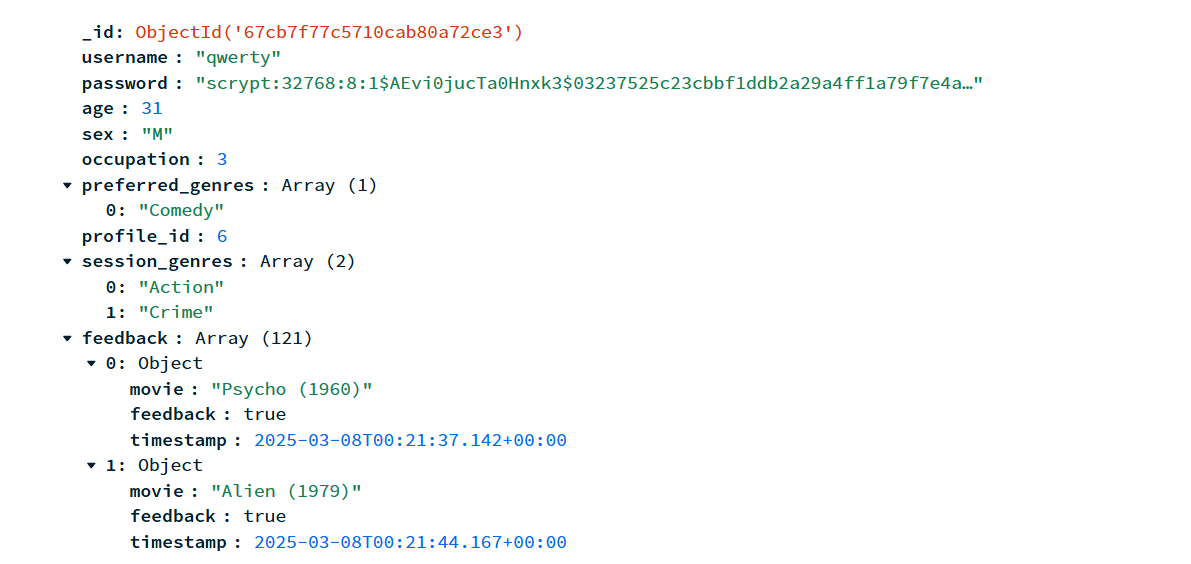 _id: ObjectId('67cb7f77c5710cab80a72ce3')
username : "qwerty"
password : "scrypt:32768:8:1$AEvi0jucTa0Hnxk3$03237525c23cbbf1ddb2a29a4ff1a79f7e4a…"
age : 31
sex : "M"
occupation : 3
preferred_genres : Array (1)
0: "Comedy"
profile_id : 6
session_genres : Array (2)
0: "Action"
1: "Crime"
feedback : Array (121)
0: Object
movie : "Psycho (1960)"
feedback : true
timestamp : 2025-03-08T00:21:37.142+00:00
1: Object
movie : "Alien (1979)"
feedback : true
timestamp : 2025-03-08T00:21:44.167+00:00